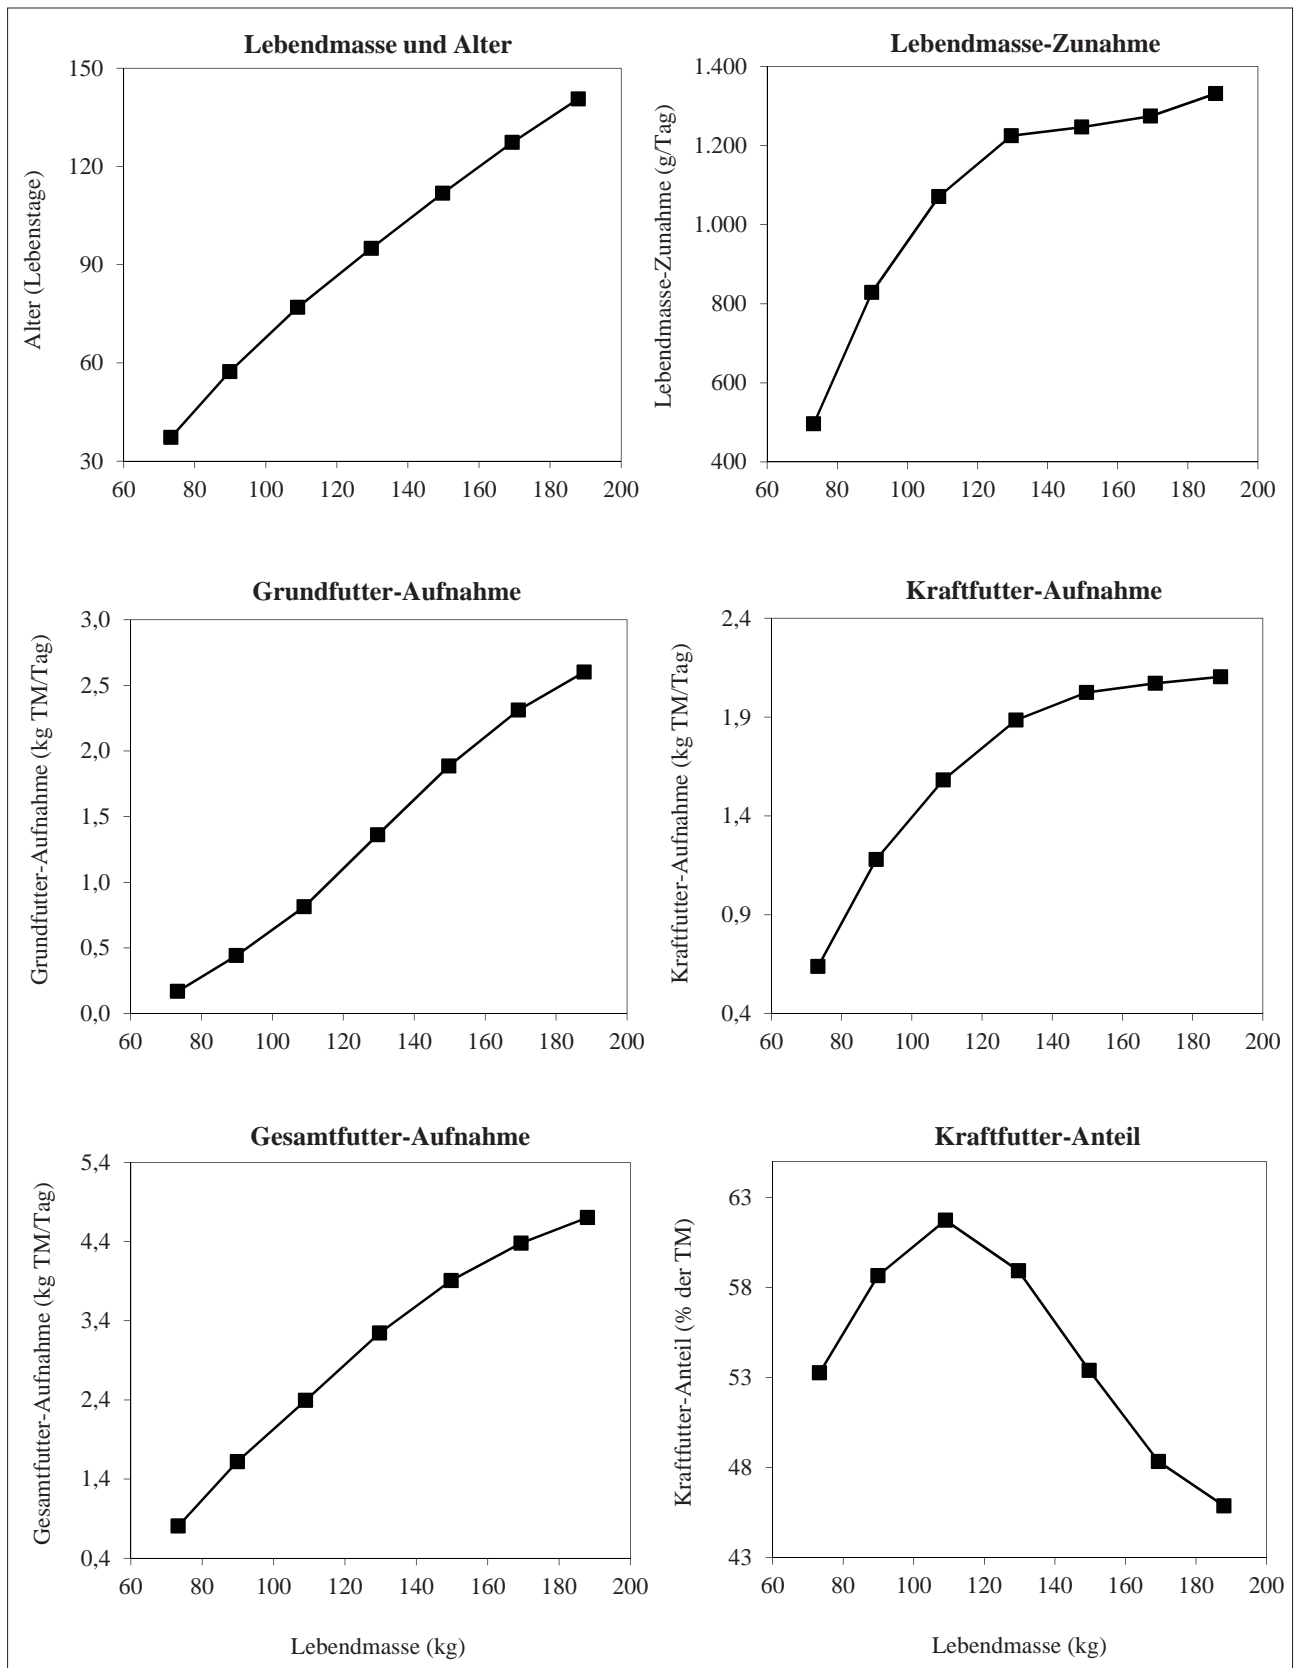 Lebendmasse und Alter
Alter (Lebenstage)
150
120
90
60
30
60 80 100 120 140 160 180 200
Lebendmasse-Zunahme
Lebendmasse-Zunahme (g/Tag)
1.400
1.200
1.000
800
600
400
60 80 100 120 140 160 180 200
Grundfutter-Aufnahme
Grundfutter-Aufnahme (kg TM/Tag)
3,0
2,5
2,0
1,5
1,0
0,5
0,0
60 80 100 120 140 160 180 200
Kraftfutter-Aufnahme
Kraftfutter-Aufnahme (kg TM/Tag)
2,4
1,9
1,4
0,9
0,4
60 80 100 120 140 160 180 200
Gesamtfutter-Aufnahme
Gesamtfutter-Aufnahme (kg TM/Tag)
5,4
4,4
3,4
2,4
1,4
0,4
60 80 100 120 140 160 180 200
Lebendmasse (kg)
Kraftfutter-Anteil
Kraftfutter-Anteil (% der TM)
63
58
53
48
43
60 80 100 120 140 160 180 200
Lebendmasse (kg)